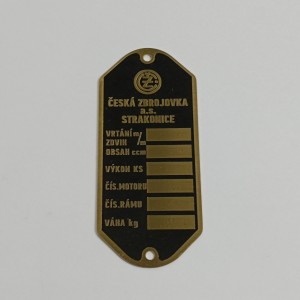 ČESKÁ ZBROJOVKA
a.s.
STRAKONICE
VRTÁNÍ m/m
ZDVIH
OBSAH ccm
VÝKON KS
ČÍS.MOTORU
ČÍS.RÁMU
VÁHA kg